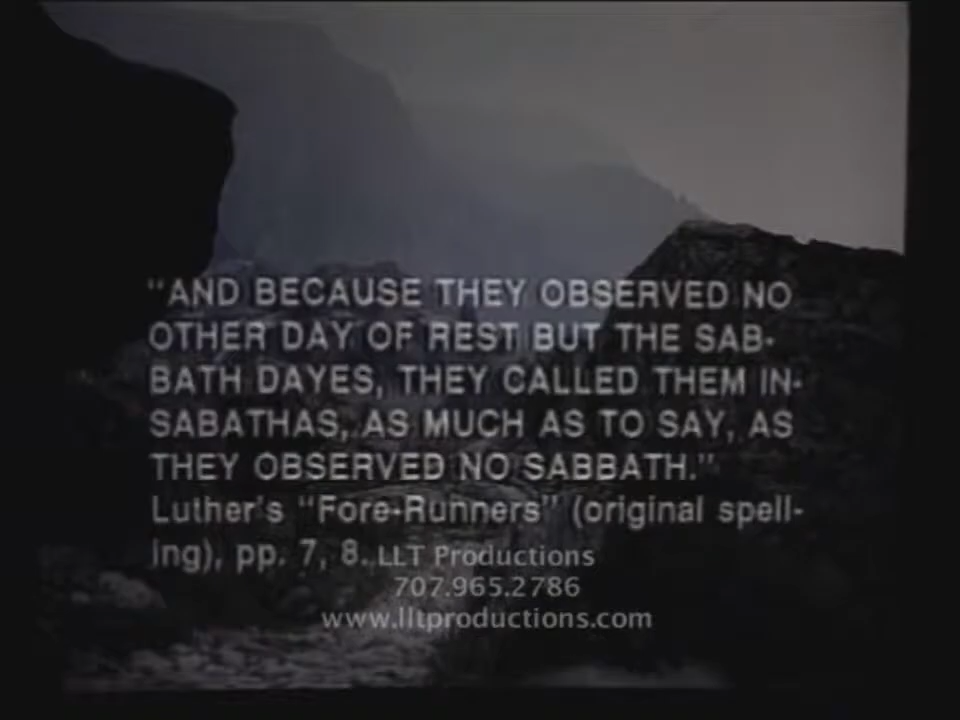 "AND BECAUSE THEY OBSERVED NO
OTHER DAY OF REST BUT THE SAB-
BATH DAYES, THEY CALLED THEM IN-
SABATHAS, AS MUCH AS TO SAY, AS
THEY OBSERVED NO SABBATH."
Luther's "Fore-Runners" (original spell-
ing), pp. 7, 8.
LLT Productions
707.965.2786
www.lltproductions.com